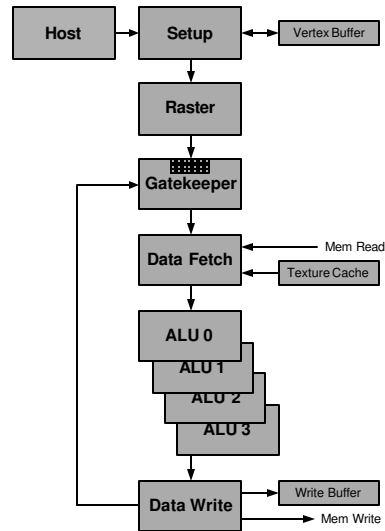 Host
Setup
Vertex Buffer
Raster
Gatekeeper
Data Fetch
Mem Read
Texture Cache
ALU 0
ALU 1
ALU 2
ALU 3
Data Write
Write Buffer
Mem Write